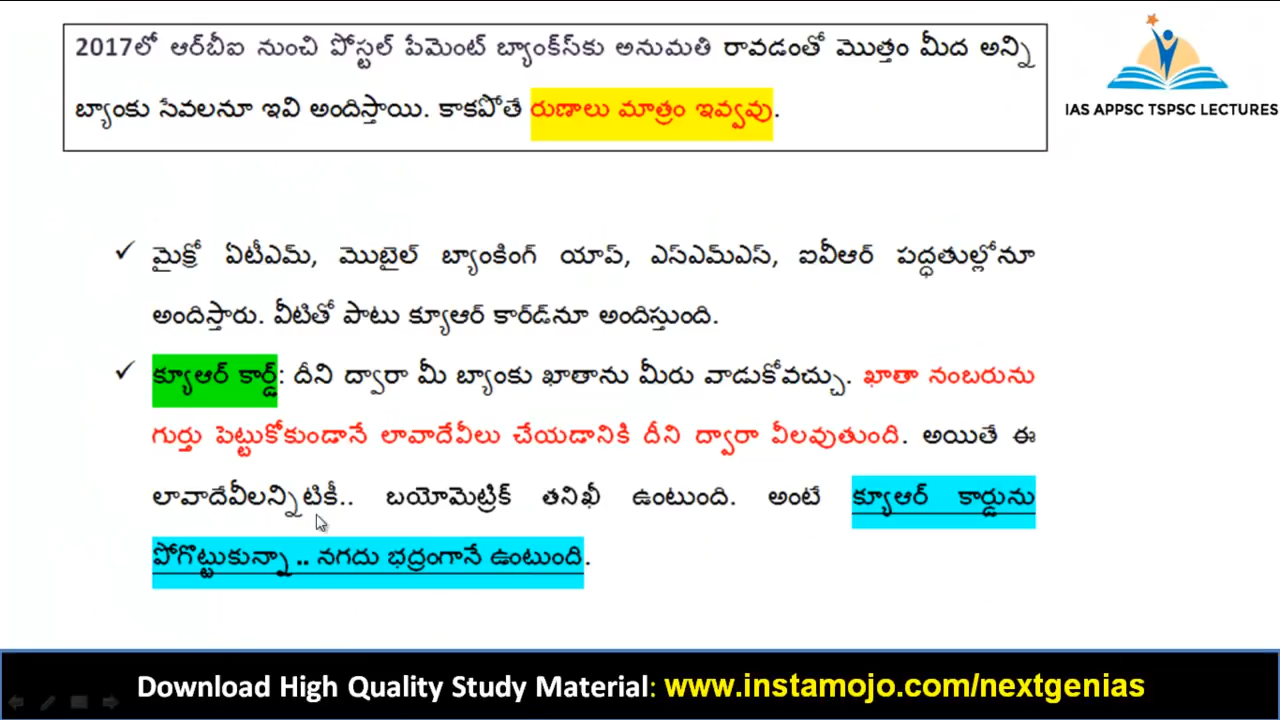 2017లో ఆర్‌బీఐ నుంచి పోస్టల్ పేమెంట్ బ్యాంక్స్‌కు అనుమతి రావడంతో మొత్తం మీద అన్ని
బ్యాంకు సేవలనూ ఇవి అందిస్తాయి. కాకపోతే రుణాలు మాత్రం ఇవ్వవు.
IAS APPSC TSPSC LECTURES
✓ మైక్రో ఏటీఎమ్, మొబైల్ బ్యాంకింగ్ యాప్, ఎస్ఎమ్ఎస్, ఐవీఆర్ పద్ధతుల్లోనూ
అందిస్తారు. వీటితో పాటు క్యూఆర్ కార్‌డ్‌నూ అందిస్తుంది.
✓ క్యూఆర్ కార్డ్: దీని ద్వారా మీ బ్యాంకు ఖాతాను మీరు వాడుకోవచ్చు. ఖాతా నంబరును
గుర్తు పెట్టుకోకుండానే లావాదేవీలు చేయడానికి దీని ద్వారా వీలవుతుంది. అయితే ఈ
లావాదేవీలన్నిటికీ.. బయోమెట్రిక్ తనిఖీ ఉంటుంది. అంటే క్యూఆర్ కార్డును
పోగొట్టుకున్నా .. నగదు భద్రంగానే ఉంటుంది.
Download High Quality Study Material: www.instamojo.com/nextgenias